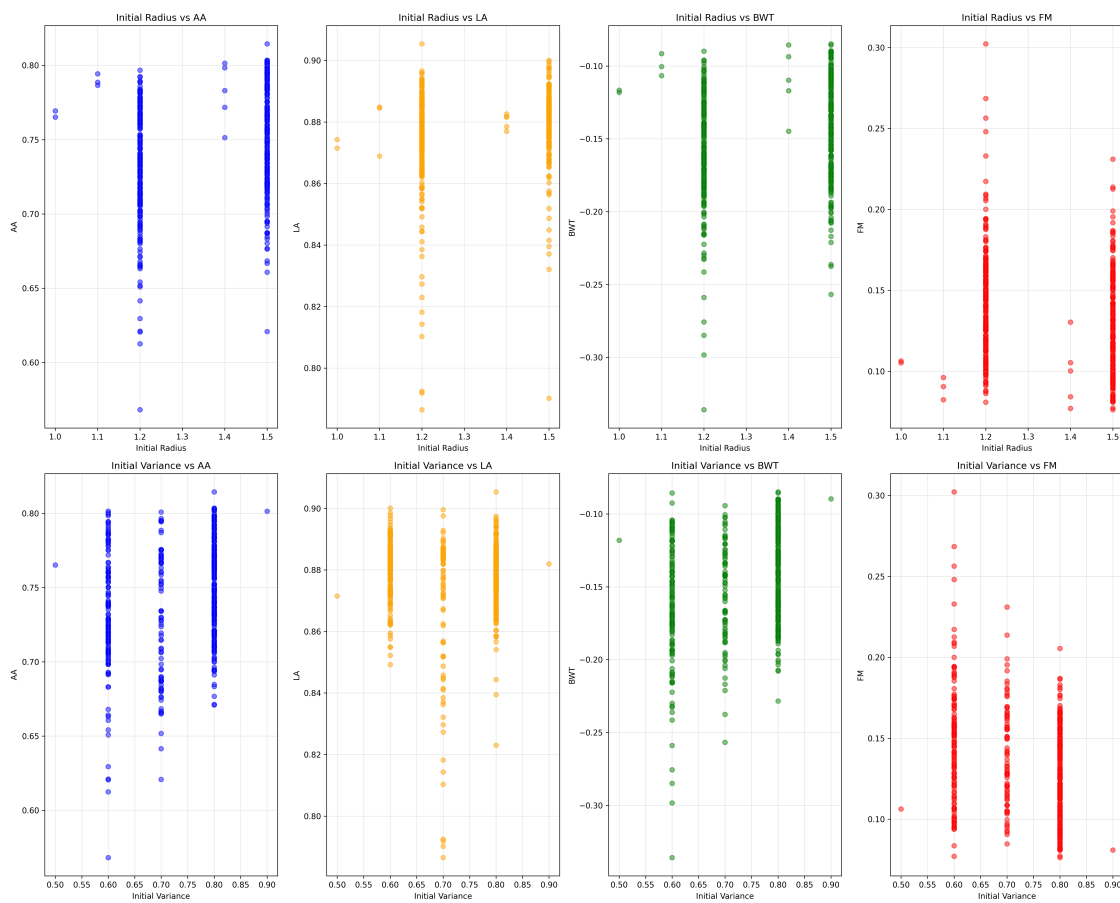 Initial Radius vs AA
Initial Radius vs LA
Initial Radius vs BWT
Initial Radius vs FM
AA
0.80
0.75
0.70
0.65
0.60
1.0 1.1 1.2 1.3 1.4 1.5
Initial Radius
LA
0.90
0.88
0.86
0.84
0.82
0.80
1.0 1.1 1.2 1.3 1.4 1.5
Initial Radius
BWT
−0.10
−0.15
−0.20
−0.25
−0.30
1.0 1.1 1.2 1.3 1.4 1.5
Initial Radius
FM
0.30
0.25
0.20
0.15
0.10
1.0 1.1 1.2 1.3 1.4 1.5
Initial Radius
Initial Variance vs AA
Initial Variance vs LA
Initial Variance vs BWT
Initial Variance vs FM
AA
0.80
0.75
0.70
0.65
0.60
0.50 0.55 0.60 0.65 0.70 0.75 0.80 0.85 0.90
Initial Variance
LA
0.90
0.88
0.86
0.84
0.82
0.80
0.50 0.55 0.60 0.65 0.70 0.75 0.80 0.85 0.90
Initial Variance
BWT
−0.10
−0.15
−0.20
−0.25
−0.30
0.50 0.55 0.60 0.65 0.70 0.75 0.80 0.85 0.90
Initial Variance
FM
0.30
0.25
0.20
0.15
0.10
0.50 0.55 0.60 0.65 0.70 0.75 0.80 0.85 0.90
Initial Variance